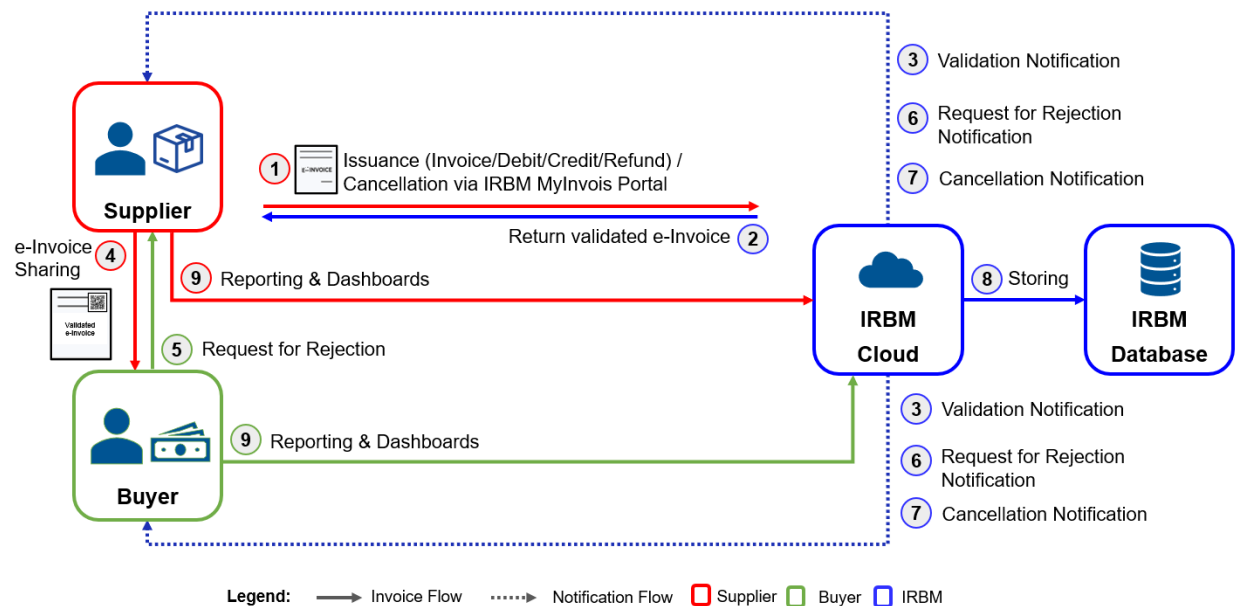 3 Validation Notification
6 Request for Rejection
Notification
7 Cancellation Notification
Supplier
1 e-INVOICE Issuance (Invoice/Debit/Credit/Refund) /
Cancellation via IRBM MyInvois Portal
Return validated e-Invoice 2
e-Invoice
Sharing 4
Validated
e-Invoice
9 Reporting & Dashboards
IRBM
Cloud
8 Storing
IRBM
Database
5 Request for Rejection
Buyer
9 Reporting & Dashboards
3 Validation Notification
6 Request for Rejection
Notification
7 Cancellation Notification
Legend: Invoice Flow Notification Flow Supplier Buyer IRBM